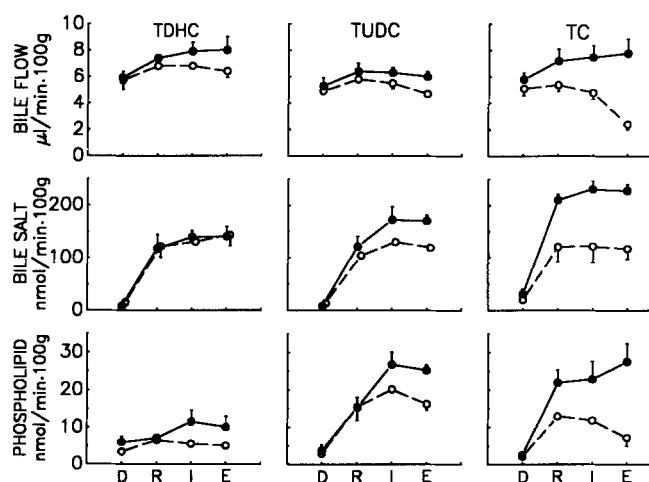 TDHC TUDC TC
BILE FLOW
μl/min·100g
10
8
6
4
2
0
BILE SALT
nmol/min·100g
200
100
0
PHOSPHOLIPID
nmol/min·100g
30
20
10
0
D R I E D R I E D R I E